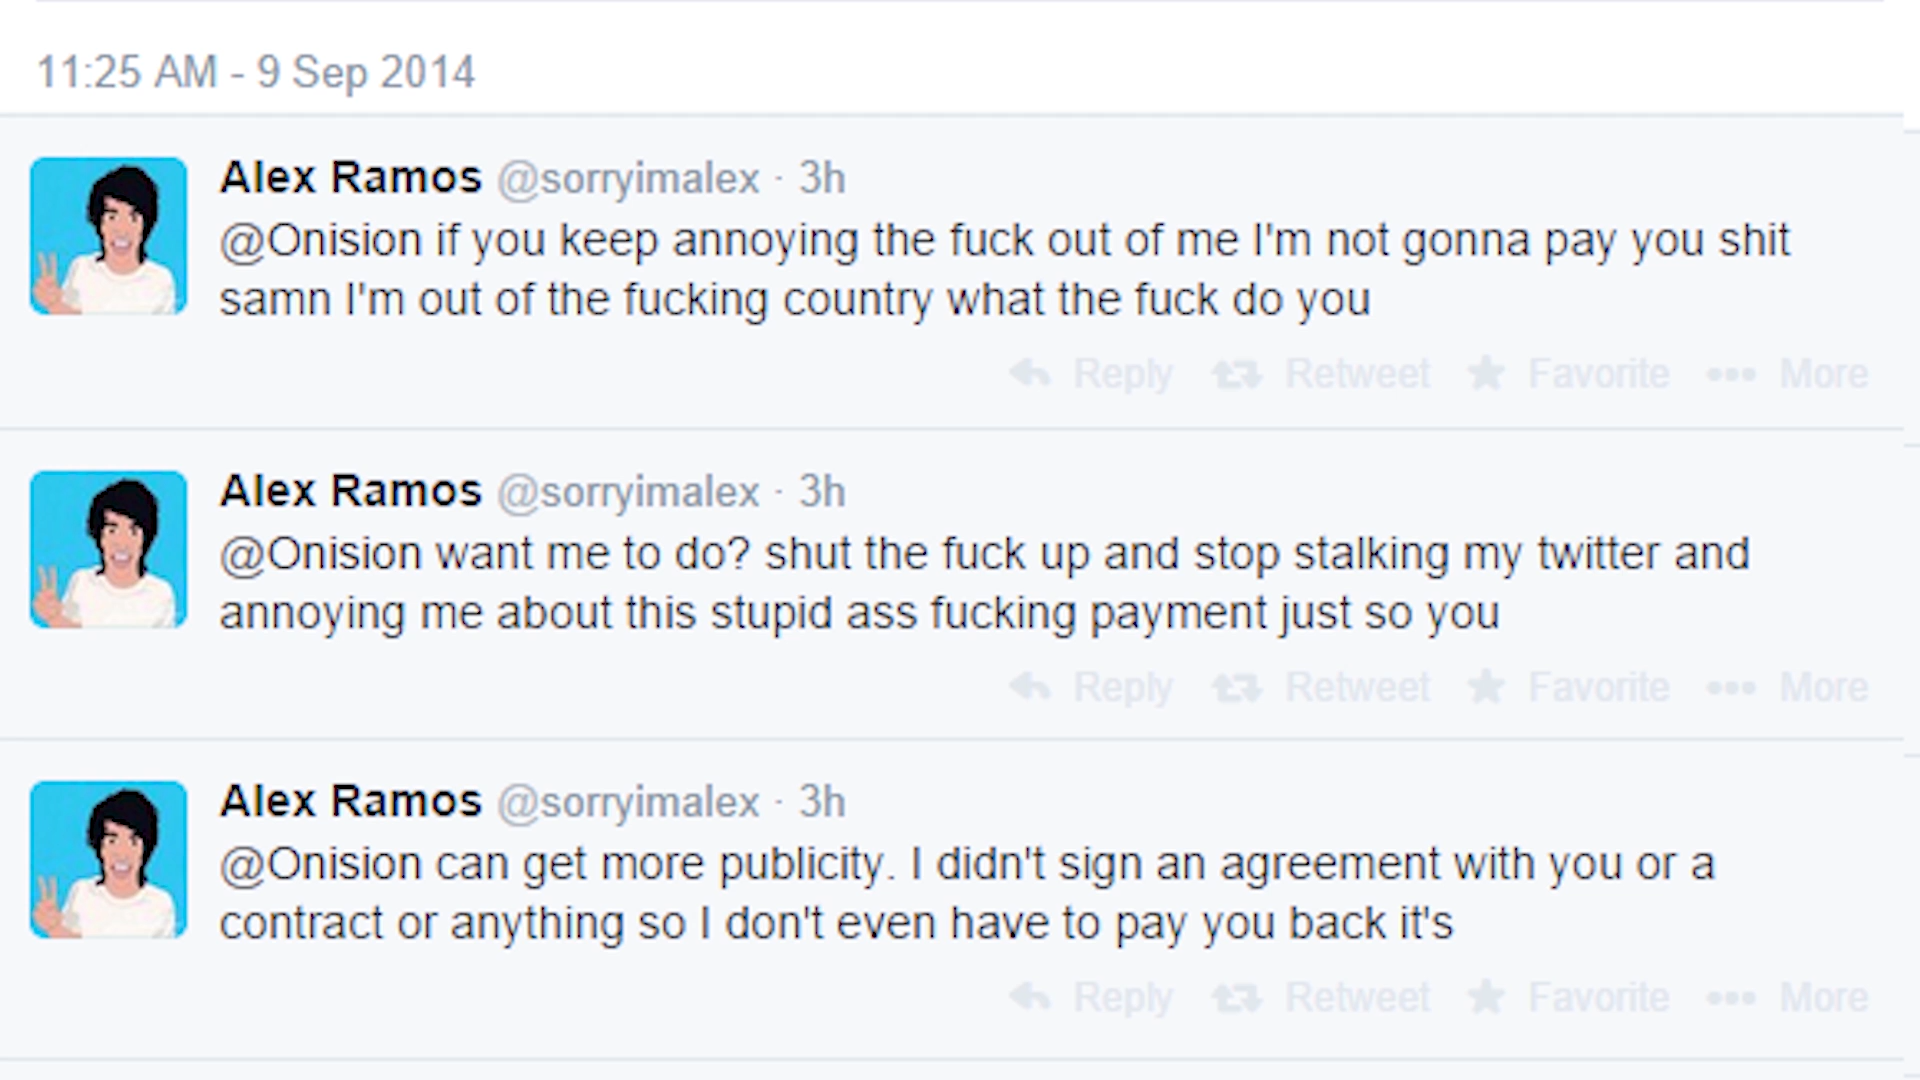 11:25 AM - 9 Sep 2014
Alex Ramos @sorryimalex · 3h
@Onision if you keep annoying the fuck out of me I'm not gonna pay you shit
samn I'm out of the fucking country what the fuck do you
Reply Retweet Favorite More
Alex Ramos @sorryimalex · 3h
@Onision want me to do? shut the fuck up and stop stalking my twitter and
annoying me about this stupid ass fucking payment just so you
Reply Retweet Favorite More
Alex Ramos @sorryimalex · 3h
@Onision can get more publicity. I didn't sign an agreement with you or a
contract or anything so I don't even have to pay you back it's
Reply Retweet Favorite More